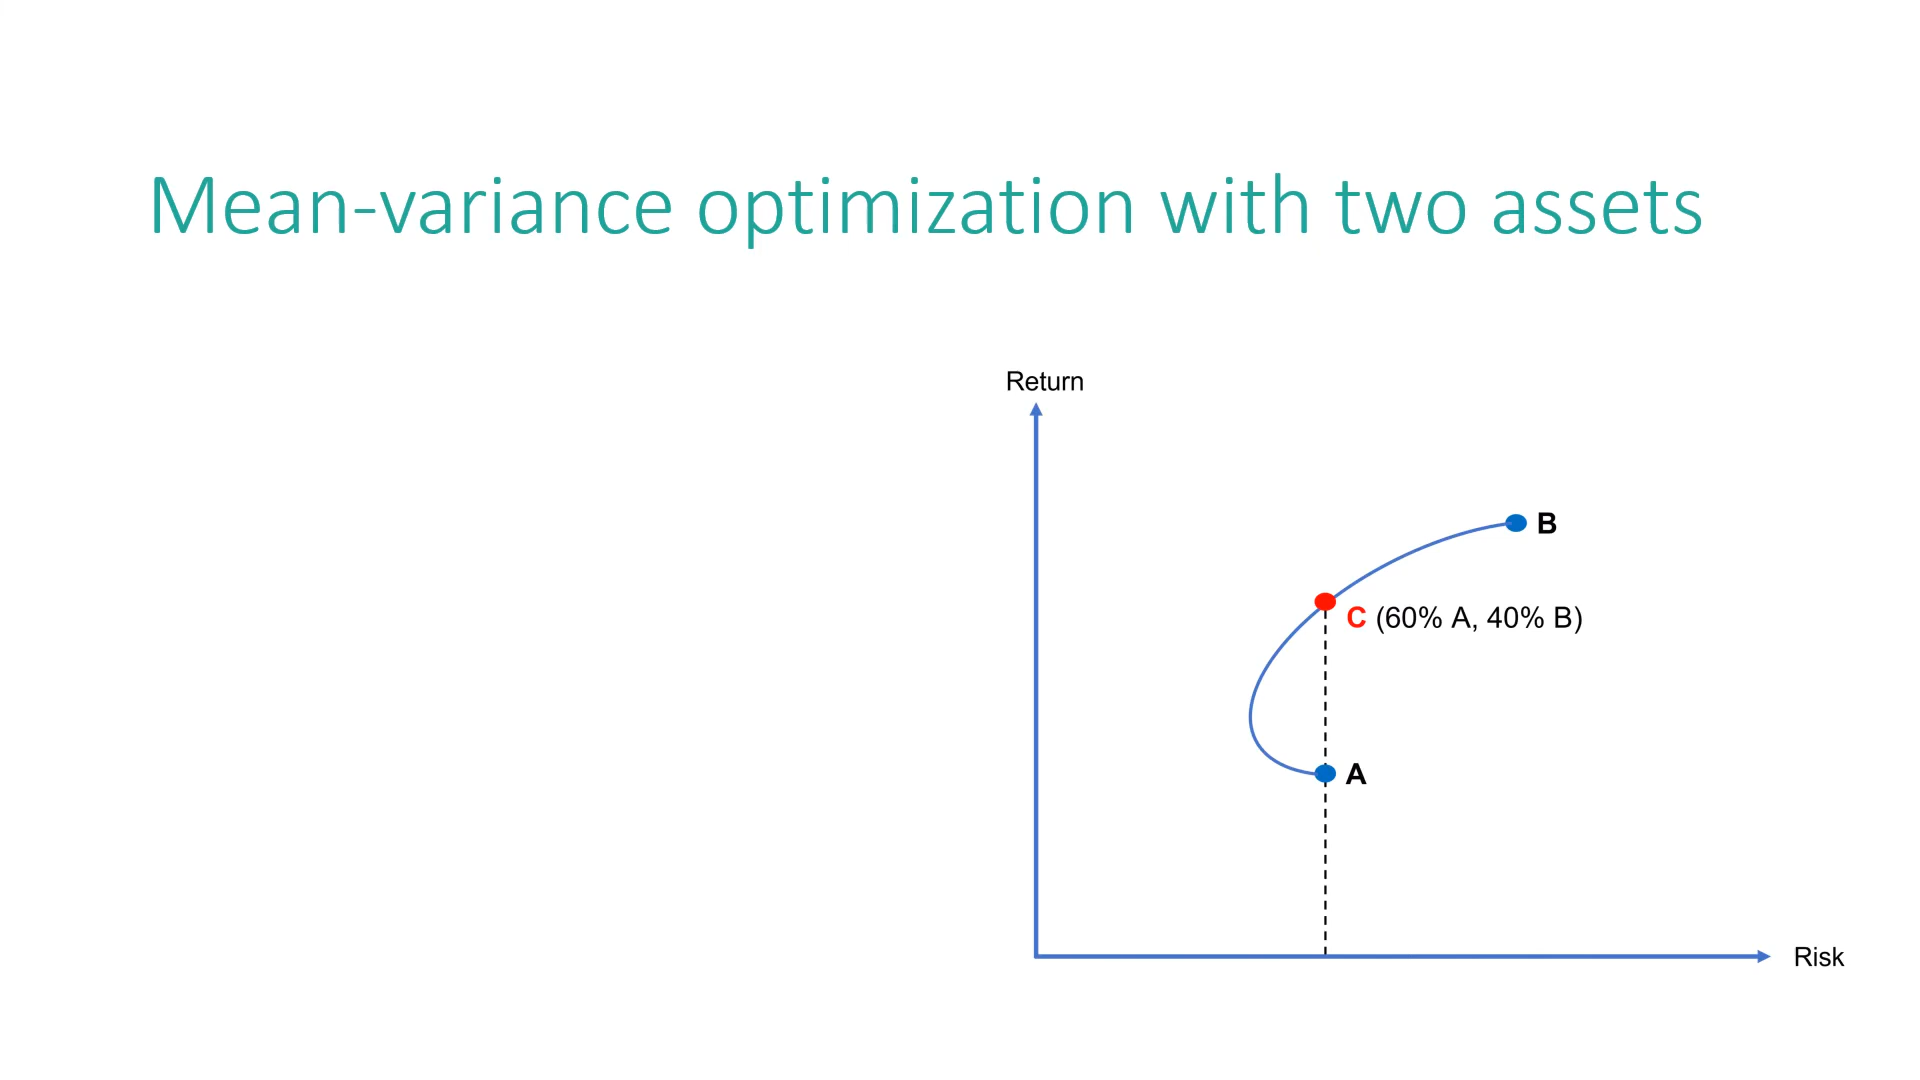 Mean-variance optimization with two assets
Return
B
C (60% A, 40% B)
A
Risk